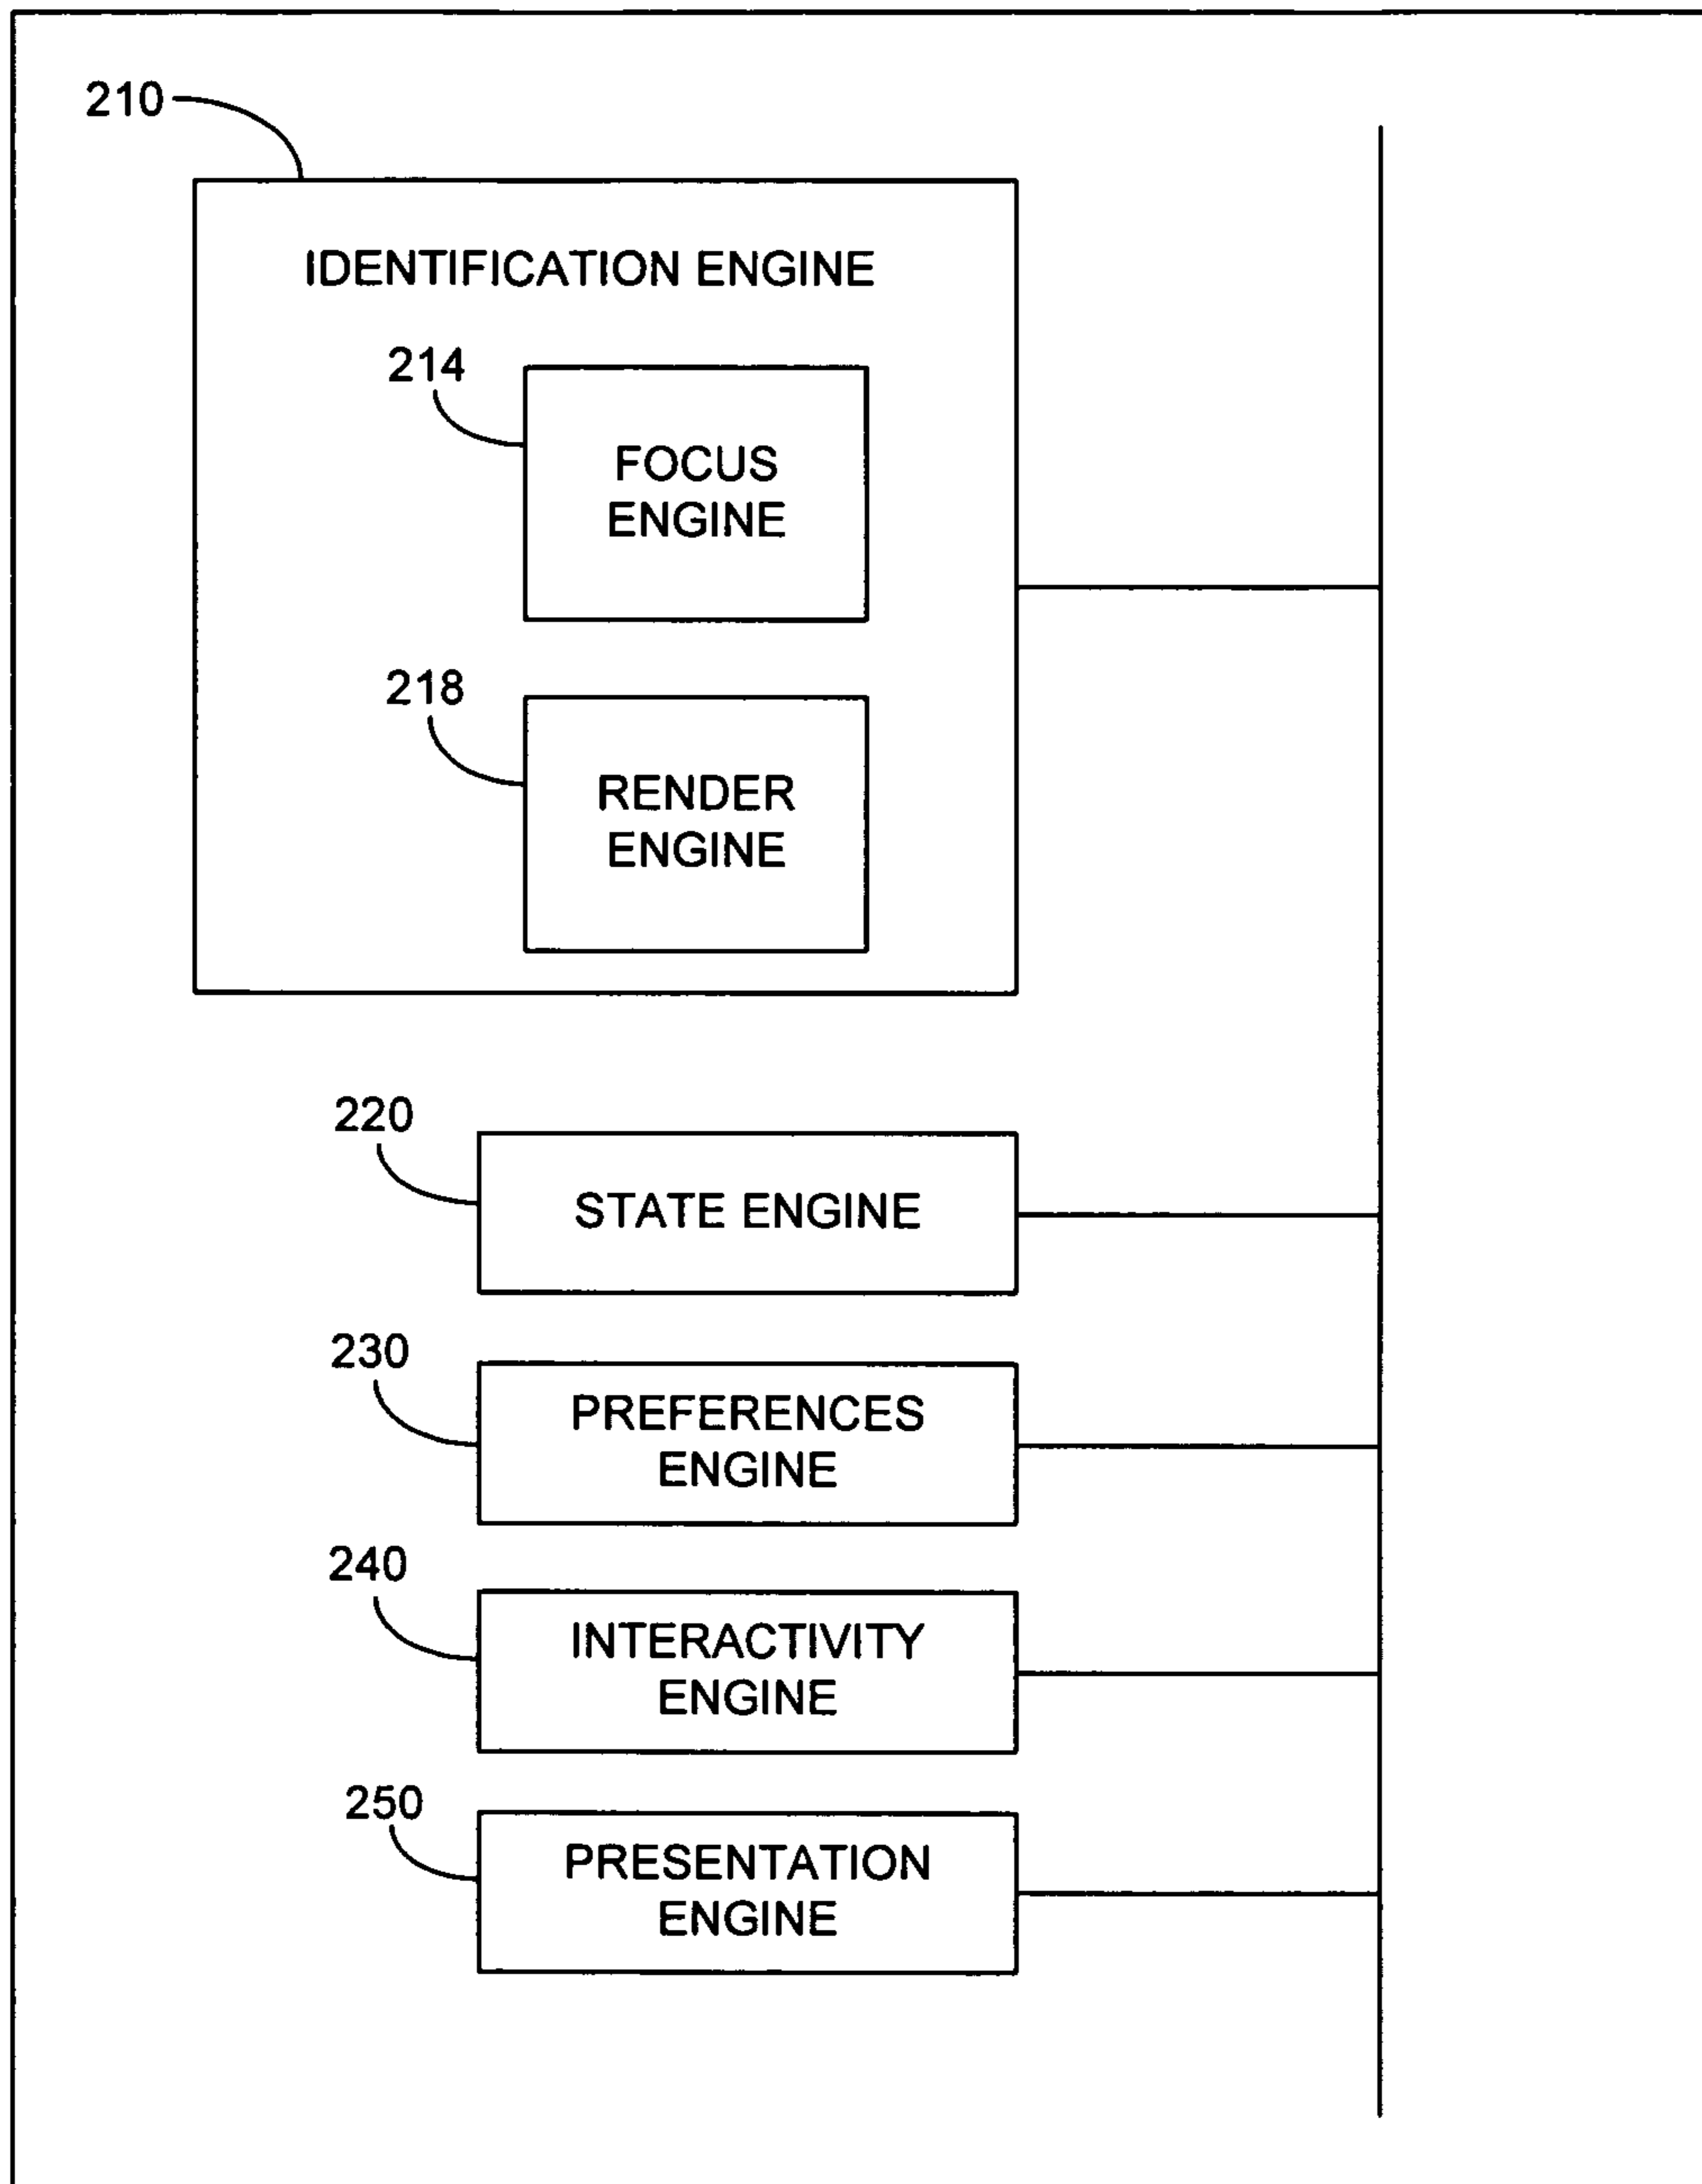 210
IDENTIFICATION ENGINE
214
FOCUS
ENGINE
218
RENDER
ENGINE
220
STATE ENGINE
230
PREFERENCES
ENGINE
240
INTERACTIVITY
ENGINE
250
PRESENTATION
ENGINE